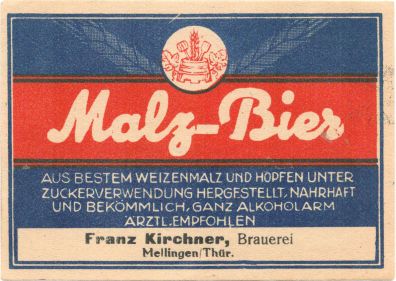 Malz-Bier
AUS BESTEM WEIZENMALZ UND HOPFEN UNTER
ZUCKERVERWENDUNG HERGESTELLT, NAHRHAFT
UND BEKÖMMLICH, GANZ ALKOHOLARM
ÄRZTL. EMPFOHLEN
Franz Kirchner, Brauerei
Mellingen/Thür.